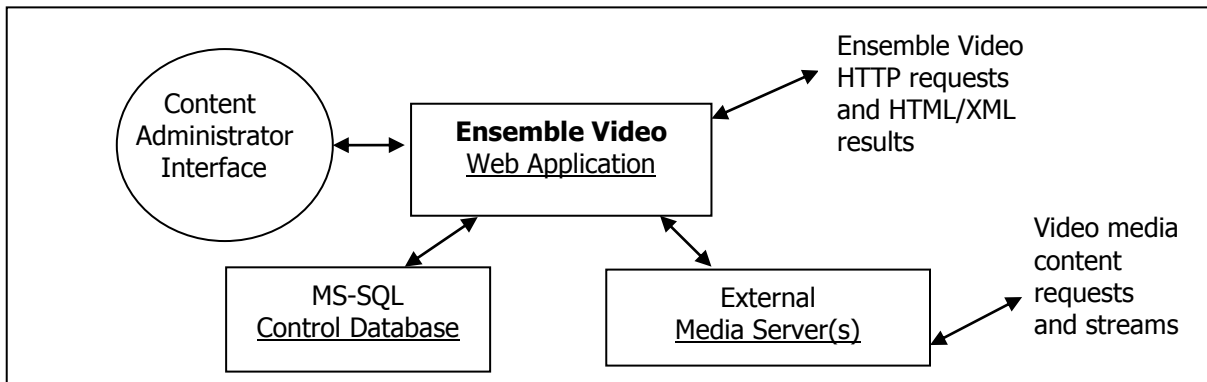 Content
Administrator
Interface
Ensemble Video
Web Application
Ensemble Video
HTTP requests
and HTML/XML
results
MS-SQL
Control Database
External
Media Server(s)
Video media
content
requests
and streams